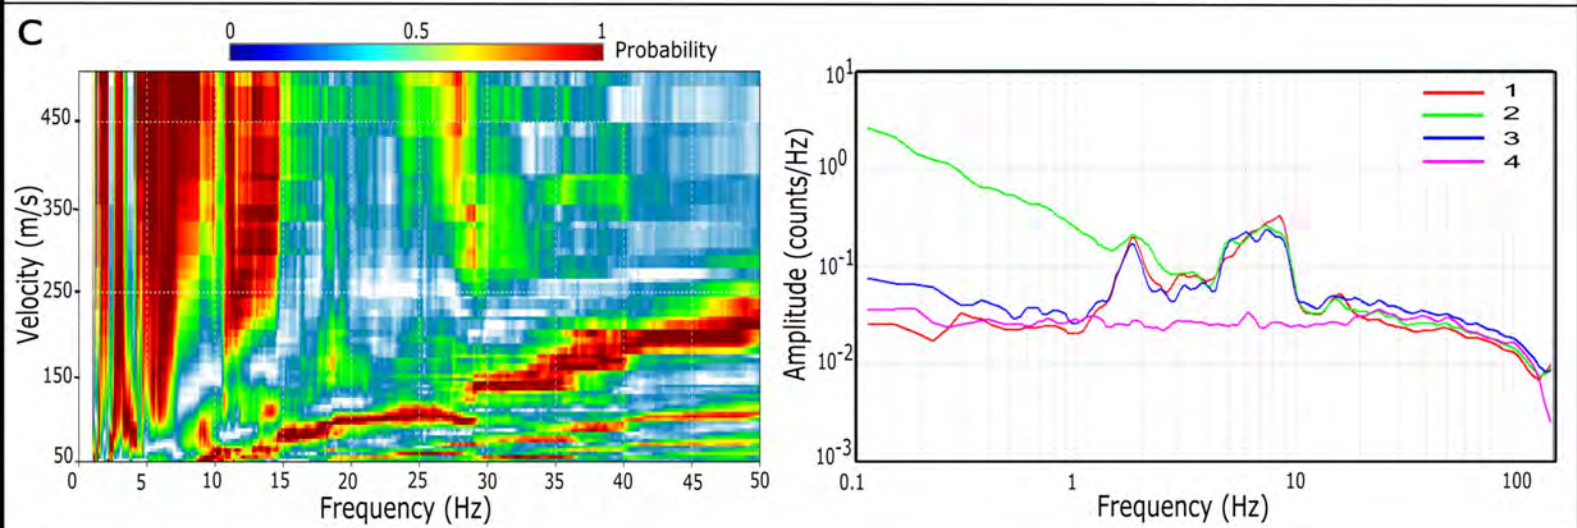 C
0 0.5 1
Probability
Velocity (m/s)
450
350
250
150
50
0 5 10 15 20 25 30 35 40 45 50
Frequency (Hz)
Amplitude (counts/Hz)
10¹
10⁰
10⁻¹
10⁻²
10⁻³
0.1 1 10 100
Frequency (Hz)
1
2
3
4